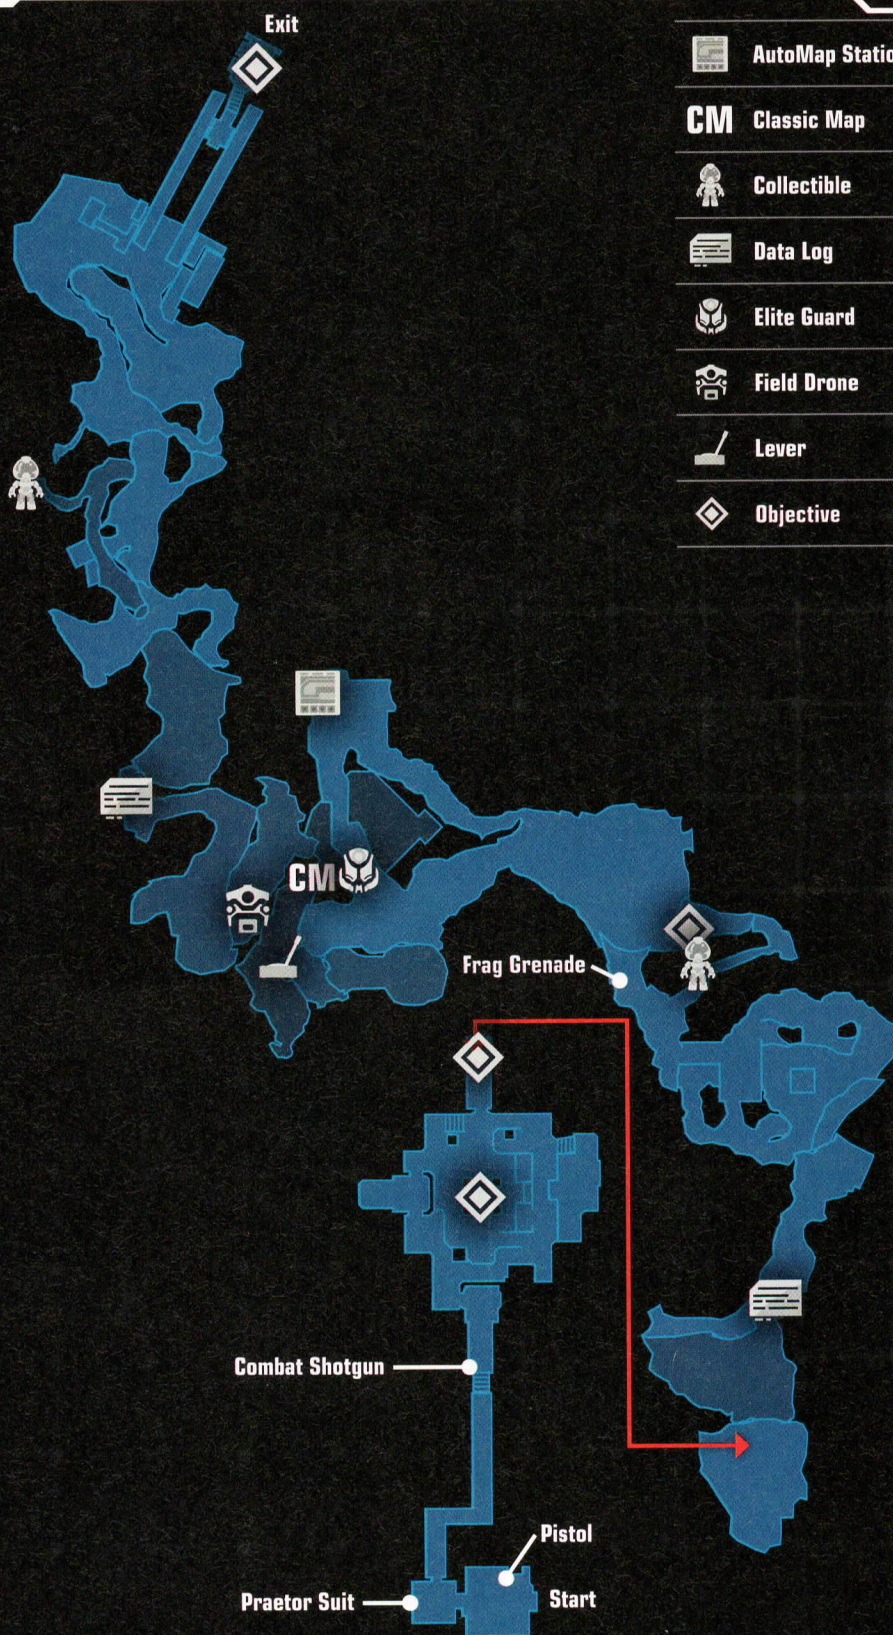 Exit
AutoMap Statio
CM Classic Map
Collectible
Data Log
Elite Guard
Field Drone
Lever
Objective
CM
Frag Grenade
Combat Shotgun
Pistol
Praetor Suit
Start